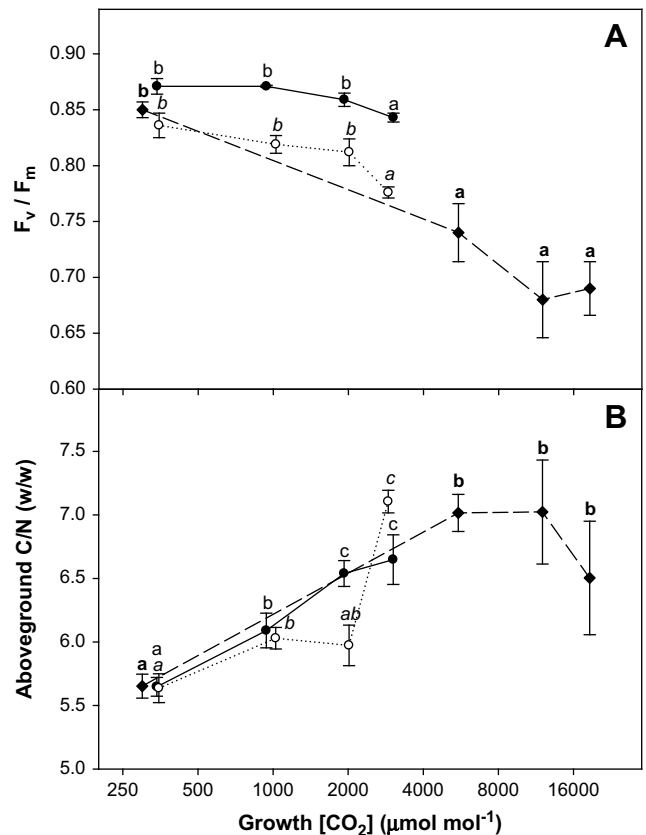 A
0.90
0.85
0.80
0.75
0.70
0.65
0.60
Fv / Fm
b b b a
b b b b a
a a a
B
7.5
7.0
6.5
6.0
5.5
5.0
Aboveground C/N (w/w)
c b b b
c c
b b ab
a a a
250 500 1000 2000 4000 8000 16000
Growth [CO2] (μmol mol-1)